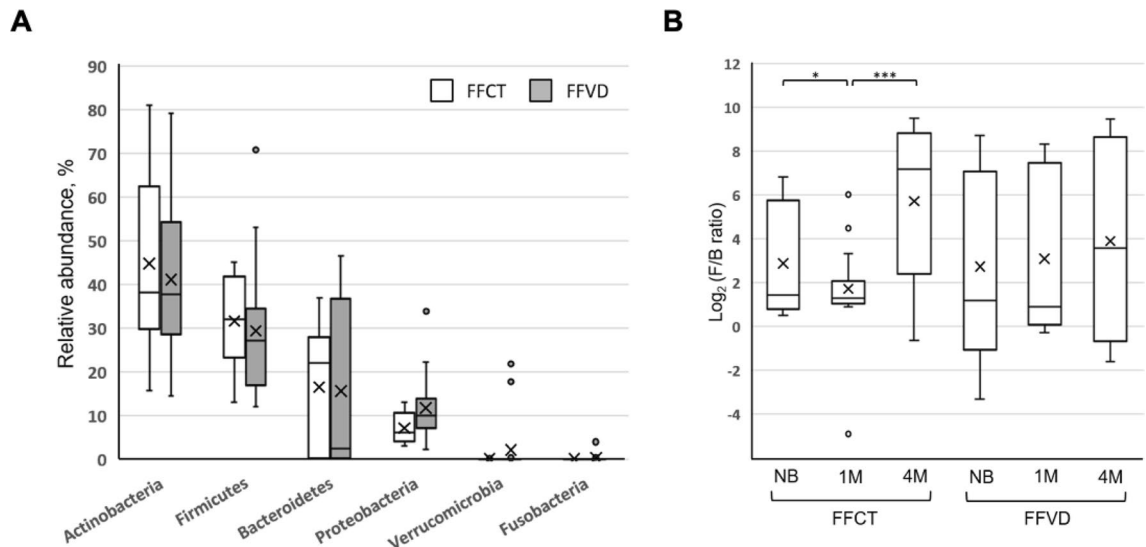 A
Relative abundance, %
90
80
70
60
50
40
30
20
10
0
FFCT
FFVD
Actinobacteria
Firmicutes
Bacteroidetes
Proteobacteria
Verrucomicrobia
Fusobacteria
B
Log2 (F/B ratio)
12
10
8
6
4
2
0
-2
-4
*
***
NB 1M 4M NB 1M 4M
FFCT FFVD